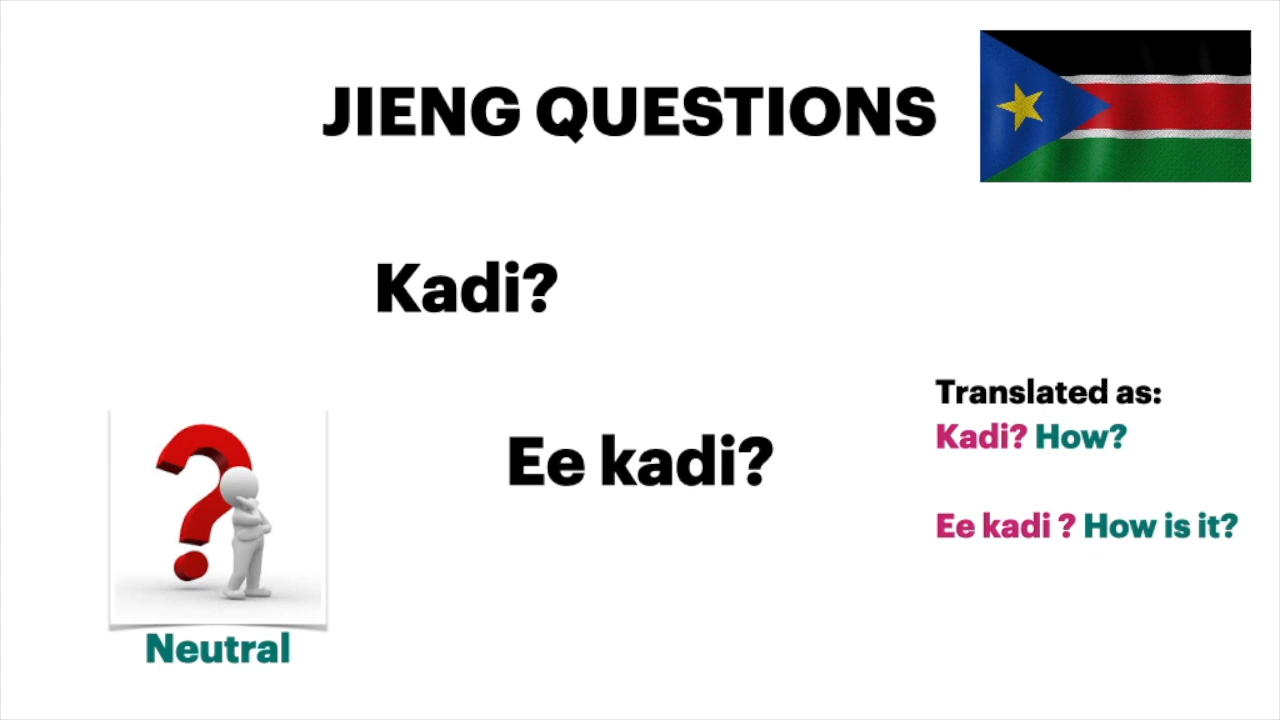 JIENG QUESTIONS
Kadi?
Ee kadi?
Translated as:
Kadi? How?
Ee kadi ? How is it?
Neutral